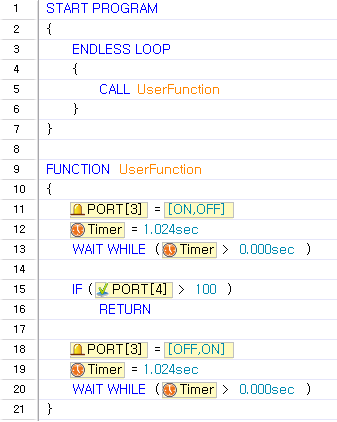 1 START PROGRAM
2 {
3 ENDLESS LOOP
4 {
5 CALL UserFunction
6 }
7 }
8
9 FUNCTION UserFunction
10 {
11 PORT[3] = [ON,OFF]
12 Timer = 1.024sec
13 WAIT WHILE ( Timer > 0.000sec )
14
15 IF ( PORT[4] > 100 )
16 RETURN
17
18 PORT[3] = [OFF,ON]
19 Timer = 1.024sec
20 WAIT WHILE ( Timer > 0.000sec )
21 }